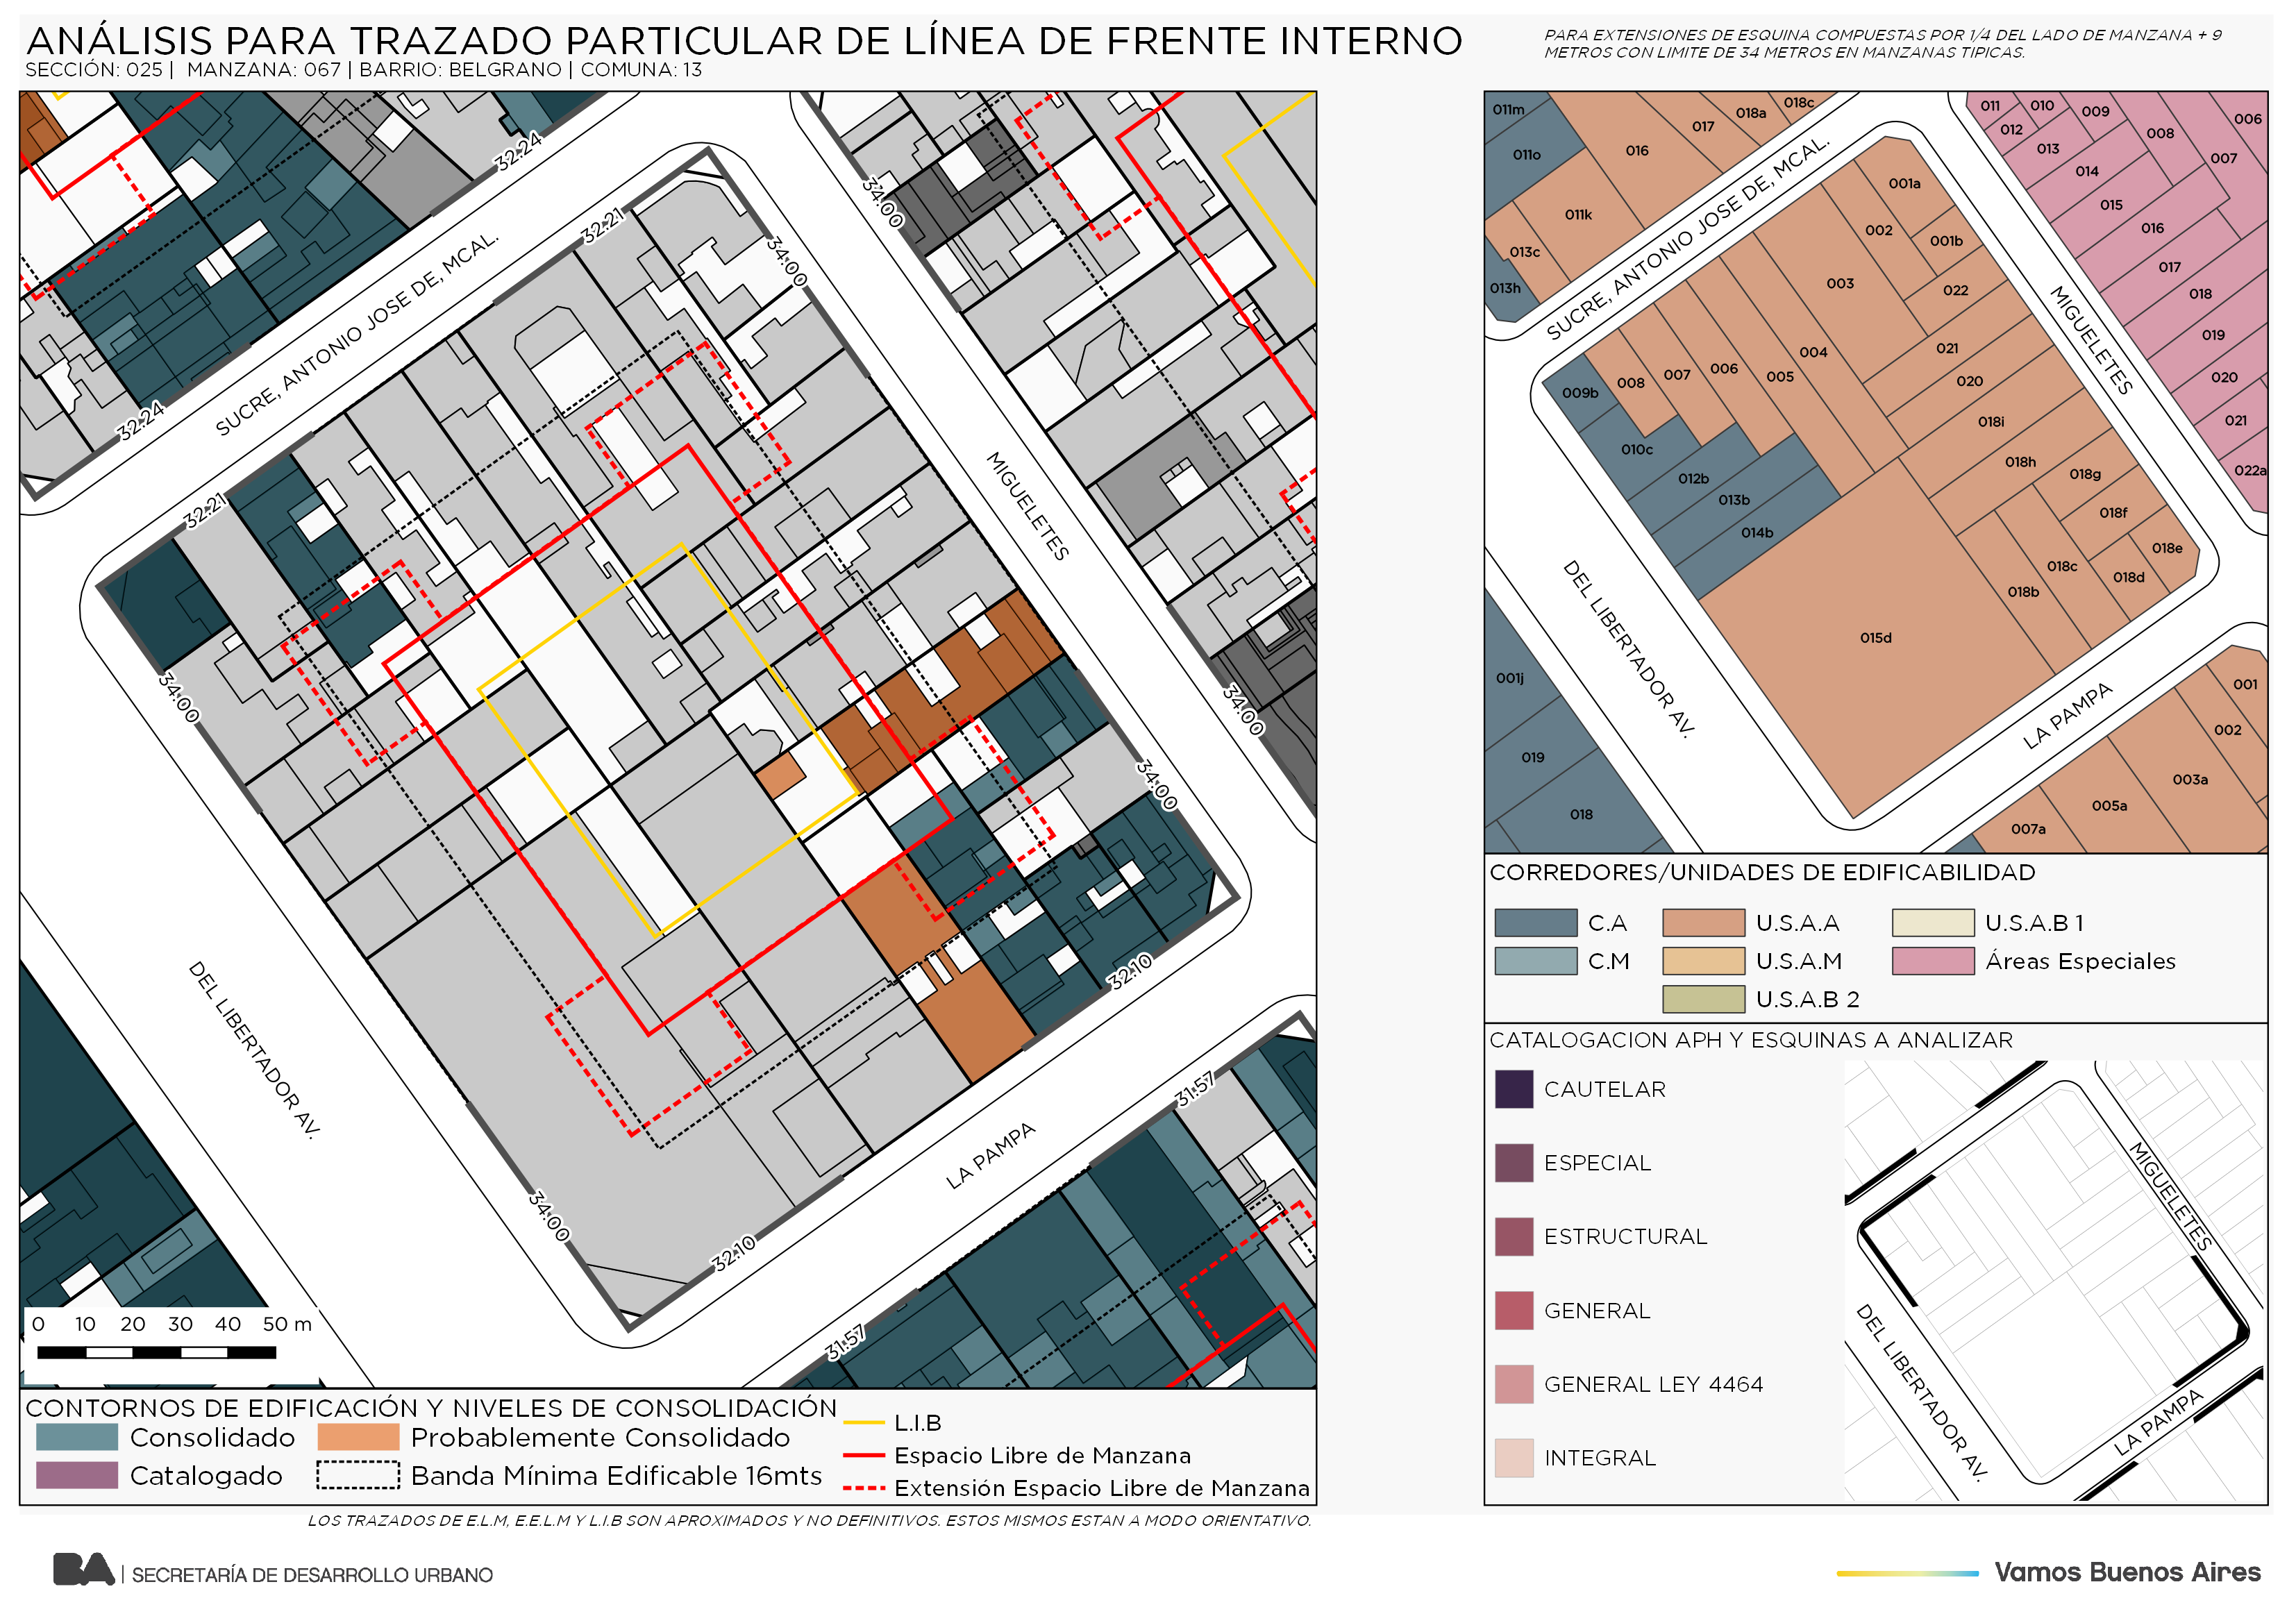 ANÁLISIS PARA TRAZADO PARTICULAR DE LÍNEA DE FRENTE INTERNO
SECCIÓN: 025 | MANZANA: 067 | BARRIO: BELGRANO | COMUNA: 13
PARA EXTENSIONES DE ESQUINA COMPUESTAS POR 1/4 DEL LADO DE MANZANA + 9
METROS CON LIMITE DE 34 METROS EN MANZANAS TIPICAS.
32.24
32.24
SUCRE, ANTONIO JOSE DE, MCAL.
32.21
32.21
34.00
34.00
34.00
MIGUELETES
34.00
34.00
34.00
DEL LIBERTADOR AV.
32.10
32.10
LA PAMPA
31.57
31.57
0 10 20 30 40 50 m
CONTORNOS DE EDIFICACIÓN Y NIVELES DE CONSOLIDACIÓN
Consolidado
Probablemente Consolidado
Catalogado
Banda Mínima Edificable 16mts
L.I.B
Espacio Libre de Manzana
Extensión Espacio Libre de Manzana
LOS TRAZADOS DE E.L.M, E.E.L.M Y L.I.B SON APROXIMADOS Y NO DEFINITIVOS. ESTOS MISMOS ESTAN A MODO ORIENTATIVO.
011m
011o
016
017
018a
018c
011k
013c
013h
SUCRE, ANTONIO JOSE DE, MCAL.
011
010
009
006
012
013
008
007
014
015
016
017
018
019
020
021
022a
001a
002
001b
003
022
021
004
020
005
006
007
008
009b
018i
010c
018h
018g
012b
013b
018f
014b
018e
018c
018d
018b
015d
MIGUELETES
DEL LIBERTADOR AV.
LA PAMPA
001j
019
018
001
002
003a
005a
007a
CORREDORES/UNIDADES DE EDIFICABILIDAD
C.A
U.S.A.A
U.S.A.B 1
C.M
U.S.A.M
Áreas Especiales
U.S.A.B 2
CATALOGACION APH Y ESQUINAS A ANALIZAR
CAUTELAR
ESPECIAL
ESTRUCTURAL
GENERAL
GENERAL LEY 4464
INTEGRAL
MIGUELETES
DEL LIBERTADOR AV.
LA PAMPA
BA | SECRETARÍA DE DESARROLLO URBANO
Vamos Buenos Aires